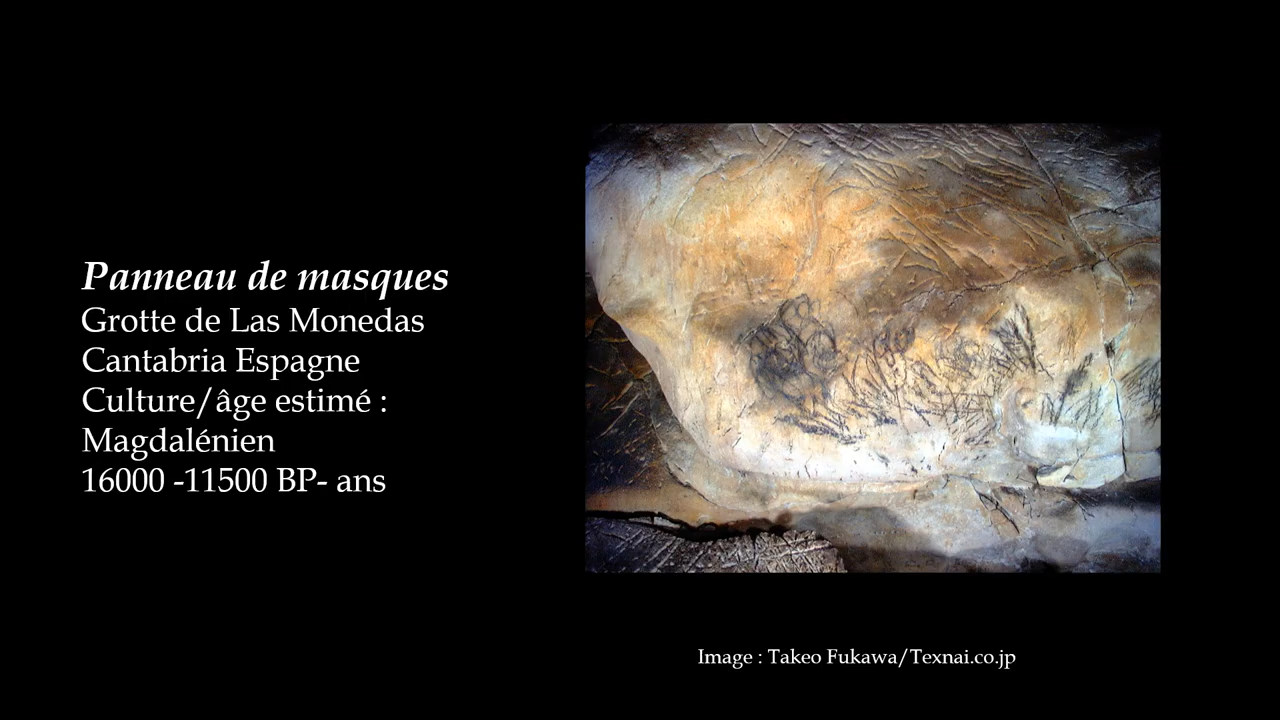 Panneau de masques
Grotte de Las Monedas
Cantabria Espagne
Culture/âge estimé :
Magdalénien
16000 -11500 BP- ans
Image : Takeo Fukawa/Texnai.co.jp